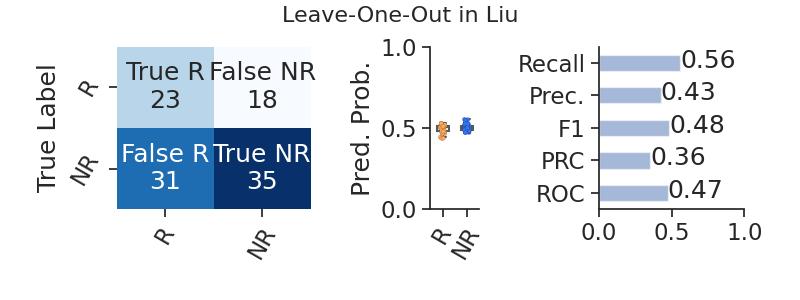 Leave-One-Out in Liu
True Label
R
NR
True R
23
False NR
18
False R
31
True NR
35
R
NR
Pred. Prob.
1.0
0.5
0.0
R
NR
Recall
0.56
Prec.
0.43
F1
0.48
PRC
0.36
ROC
0.47
0.0
0.5
1.0